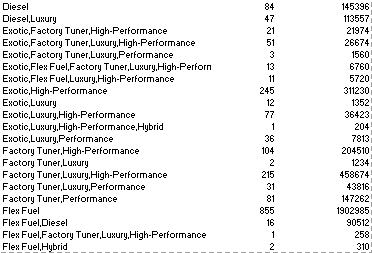 Diesel 84 145396
Diesel,Luxury 47 113557
Exotic,Factory Tuner,High-Performance 21 21974
Exotic,Factory Tuner,Luxury,High-Performance 51 26674
Exotic,Factory Tuner,Luxury,Performance 3 1560
Exotic,Flex Fuel,Factory Tuner,Luxury,High-Perforn 13 6760
Exotic,Flex Fuel,Luxury,High-Performance 11 5720
Exotic,High-Performance 245 311230
Exotic,Luxury 12 1352
Exotic,Luxury,High-Performance 77 36423
Exotic,Luxury,High-Performance,Hybrid 1 204
Exotic,Luxury,Performance 36 7813
Factory Tuner,High-Performance 104 204510
Factory Tuner,Luxury 2 1234
Factory Tuner,Luxury,High-Performance 215 458674
Factory Tuner,Luxury,Performance 31 43816
Factory Tuner,Performance 81 147262
Flex Fuel 855 1902985
Flex Fuel,Diesel 16 90512
Flex Fuel,Factory Tuner,Luxury,High-Performance 1 258
Flex Fuel,Hybrid 2 310